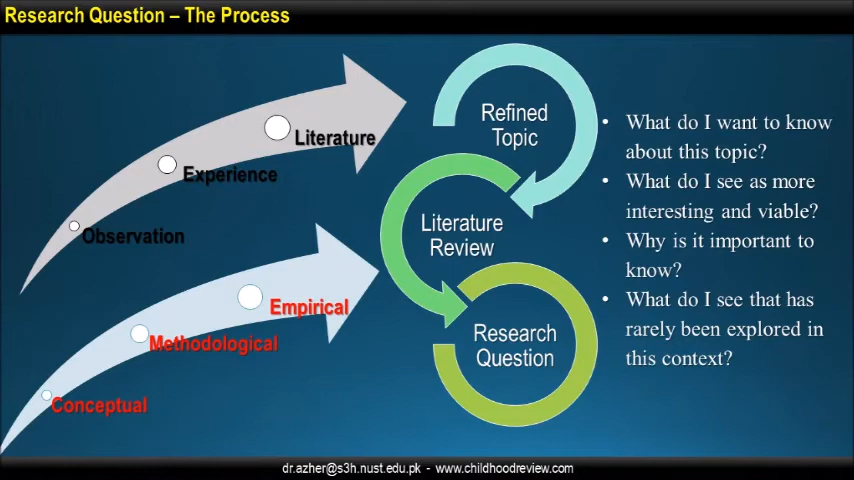 Research Question – The Process
Literature
Experience
Observation
Empirical
Methodological
Conceptual
Refined
Topic
Literature
Review
Research
Question
• What do I want to know
about this topic?
• What do I see as more
interesting and viable?
• Why is it important to
know?
• What do I see that has
rarely been explored in
this context?
dr.azher@s3h.nust.edu.pk - www.childhoodreview.com